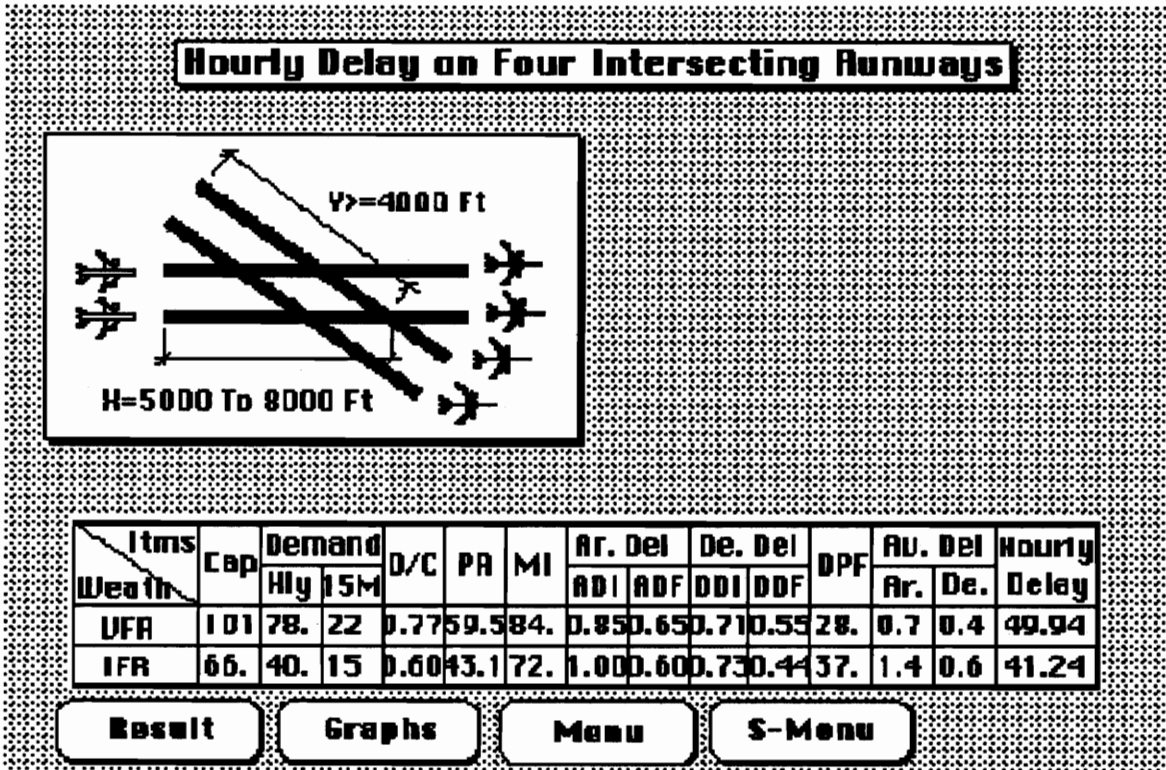 Hourly Delay on Four Intersecting Runways
Y>=4000 Ft
X=5000 To 8000 Ft
Itms Cap Demand D/C PA MI Ar. Del De. Del DPF Av. Del Hourly Delay
Weath Hly 15M ADI ADF DDI DDF Ar. De.
VFR 101 78. 22 0.77 59.5 84. 0.85 0.65 0.71 0.55 28. 0.7 0.4 49.94
IFR 66. 40. 15 0.60 43.1 72. 1.00 0.60 0.73 0.44 37. 1.4 0.6 41.24
Result Graphs Menu S-Menu